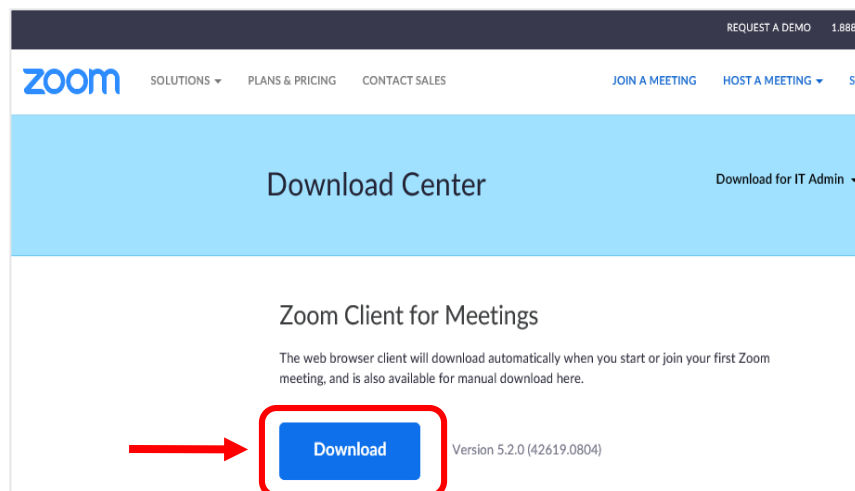 REQUEST A DEMO 1.888
zoom SOLUTIONS PLANS & PRICING CONTACT SALES JOIN A MEETING HOST A MEETING S
Download Center
Download for IT Admin
Zoom Client for Meetings
The web browser client will download automatically when you start or join your first Zoom
meeting, and is also available for manual download here.
Download Version 5.2.0 (42619.0804)